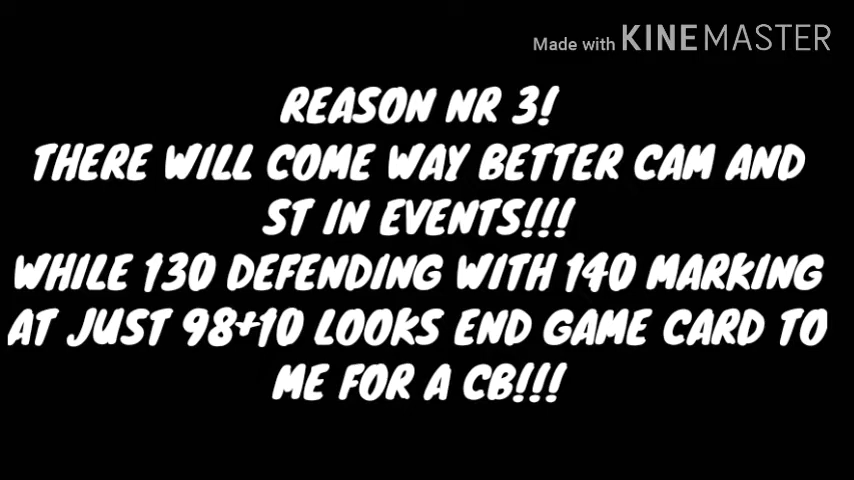 Made with KINEMASTER
REASON NR 3!
THERE WILL COME WAY BETTER CAM AND
ST IN EVENTS!!!
WHILE 130 DEFENDING WITH 140 MARKING
AT JUST 98+10 LOOKS END GAME CARD TO
ME FOR A CB!!!